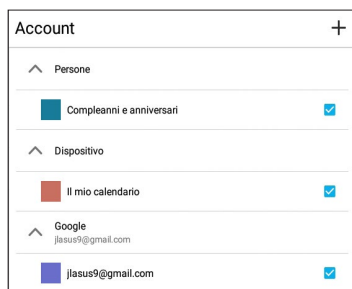 Account
Persone
Compleanni e anniversari
Dispositivo
Il mio calendario
Google
jlasus9@gmail.com
jlasus9@gmail.com